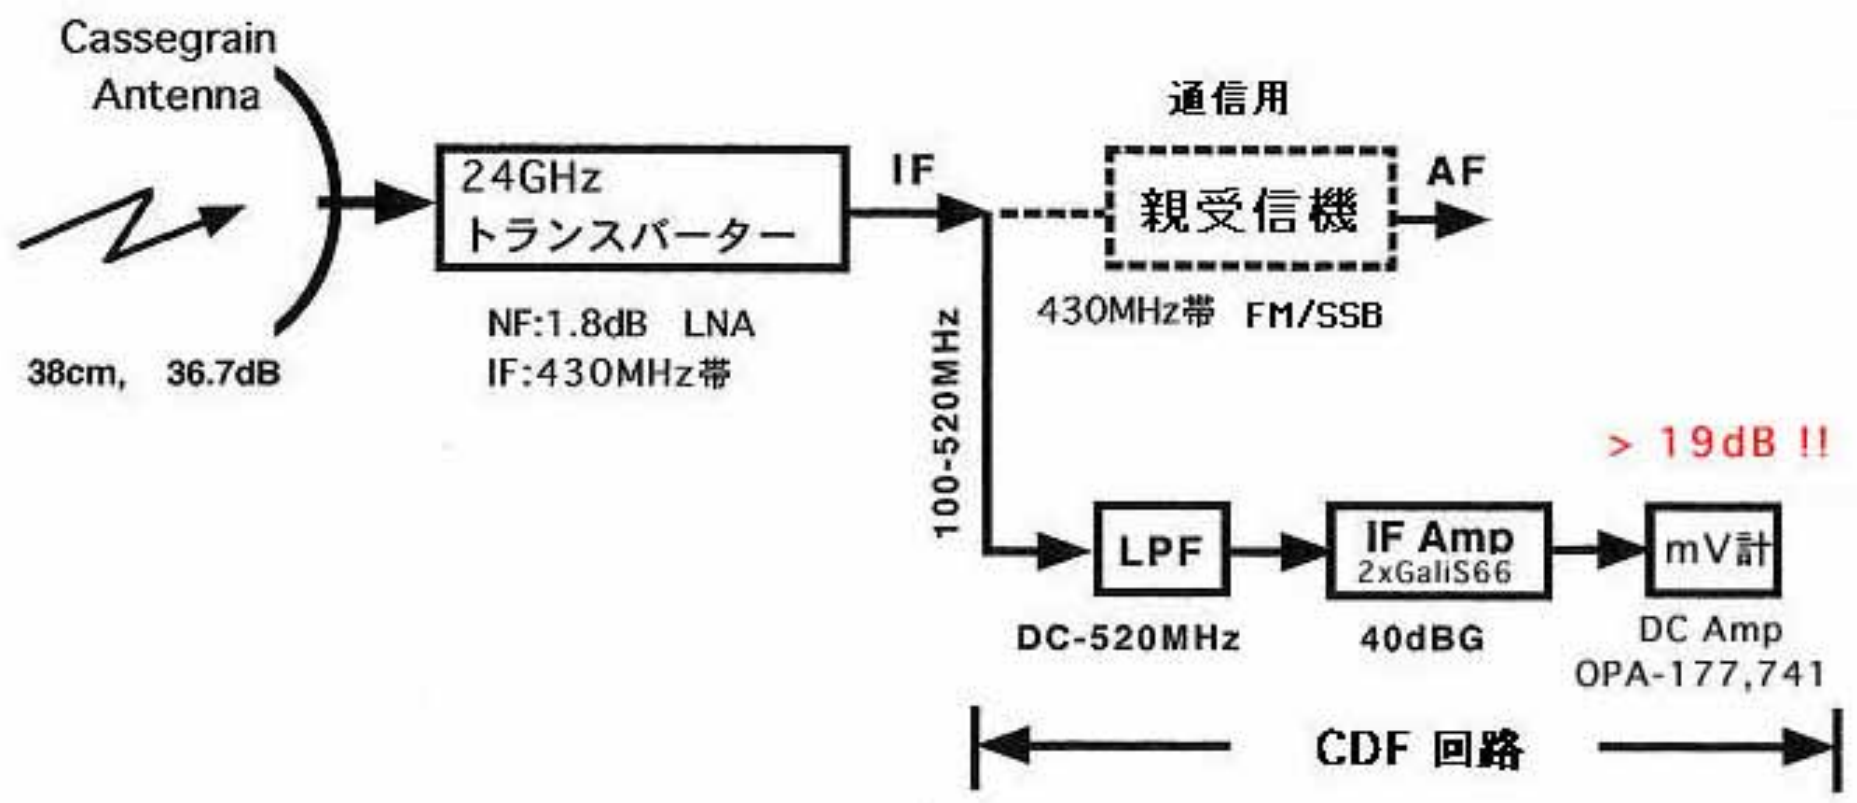 Cassegrain
Antenna
38cm, 36.7dB
24GHz
トランスバーター
NF:1.8dB LNA
IF:430MHz帯
IF
通信用
親受信機
AF
430MHz帯 FM/SSB
100-520MHz
> 19dB !!
LPF
IF Amp
2xGaliS66
mV計
DC-520MHz
40dBG
DC Amp
OPA-177,741
CDF 回路